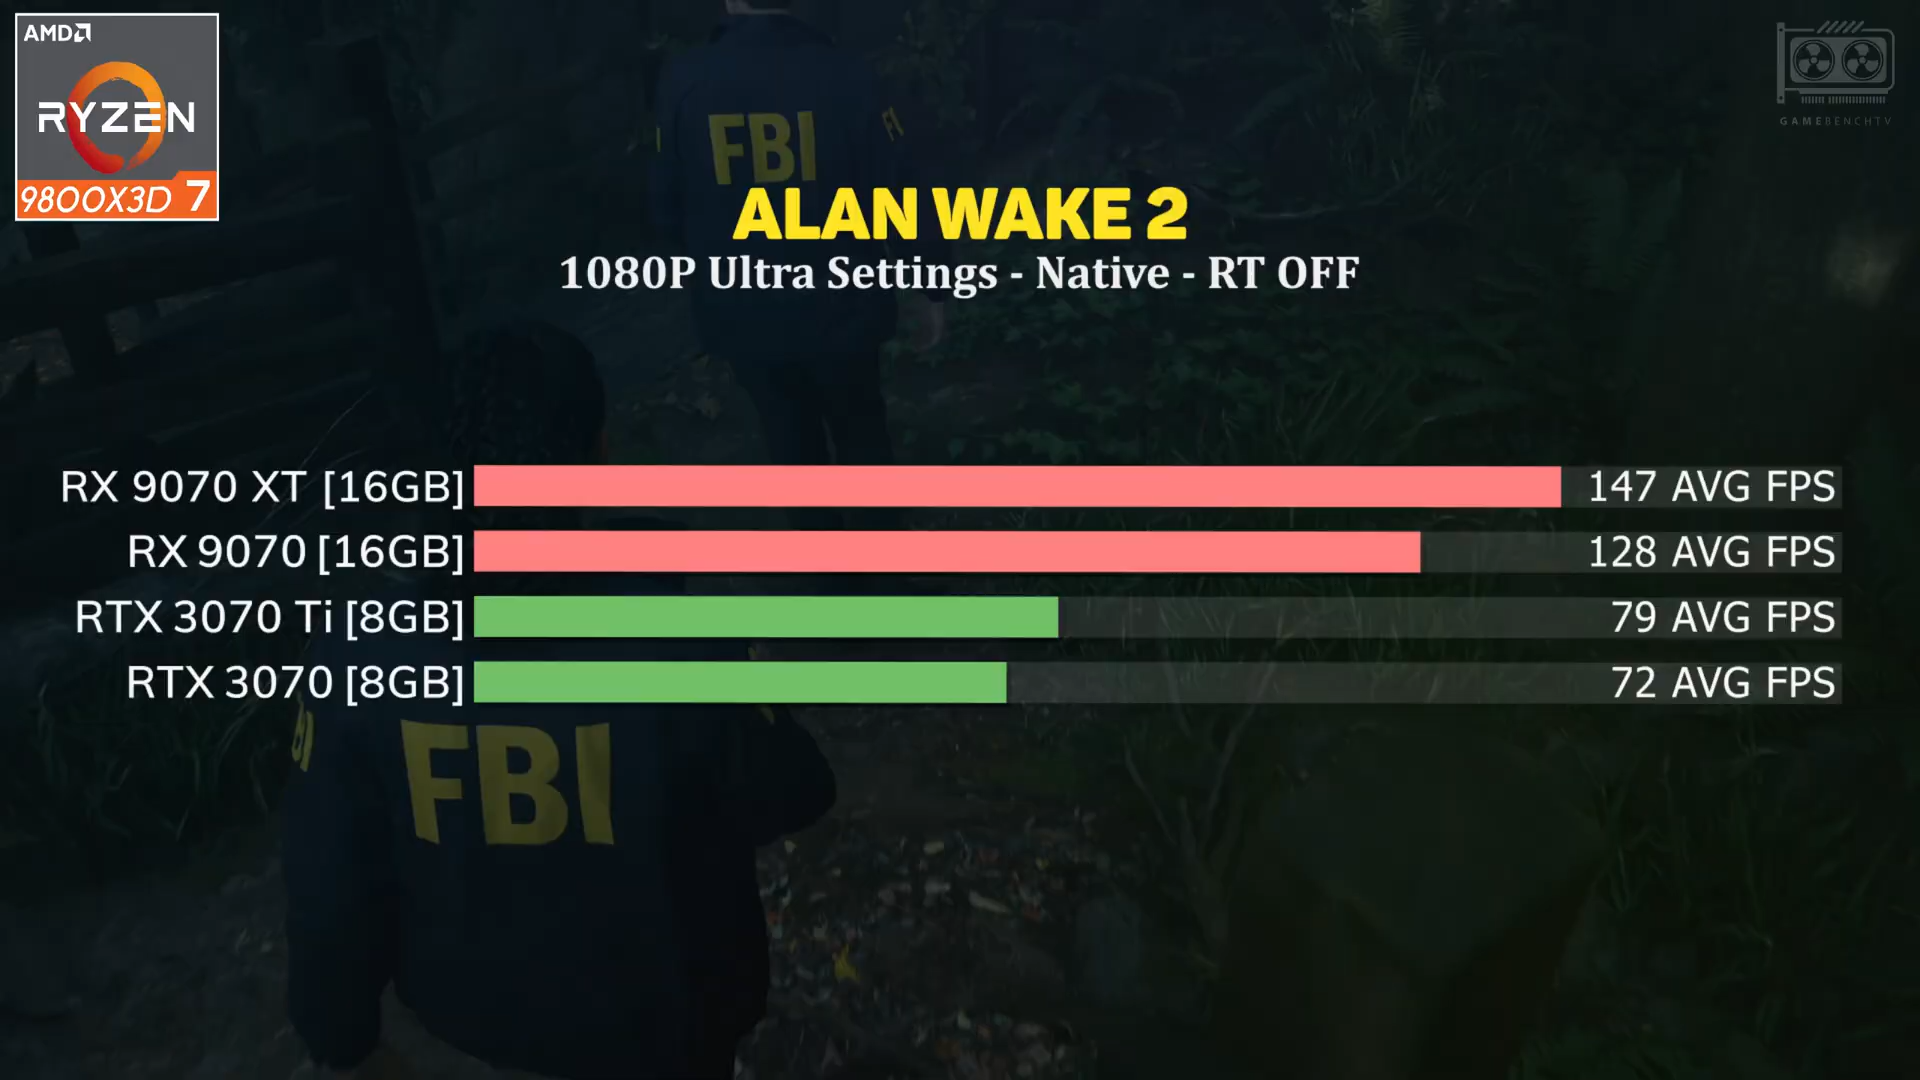 AMD
RYZEN
9800X3D 7
GAMEBENCHTV
FBI
ALAN WAKE 2
1080P Ultra Settings - Native - RT OFF
RX 9070 XT [16GB] 147 AVG FPS
RX 9070 [16GB] 128 AVG FPS
RTX 3070 Ti [8GB] 79 AVG FPS
RTX 3070 [8GB] 72 AVG FPS
FBI